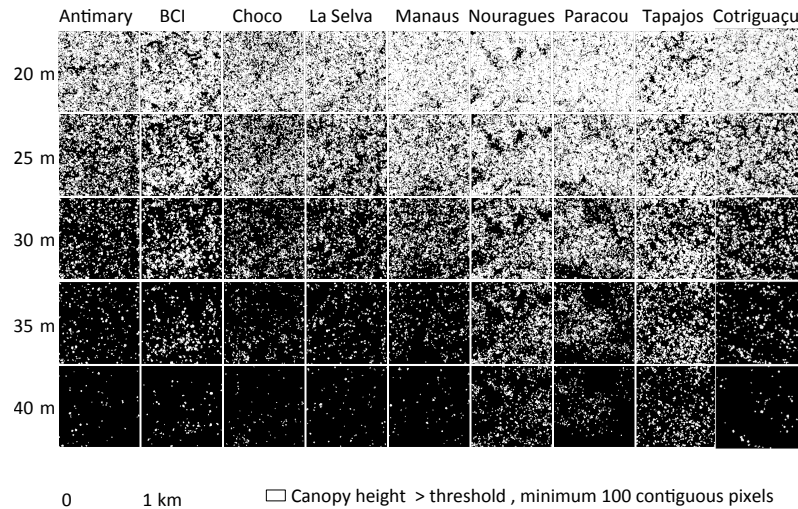 Antimary BCI Choco La Selva Manaus Nouragues Paracou Tapajos Cotriguaçu
20 m
25 m
30 m
35 m
40 m
0 1 km Canopy height > threshold , minimum 100 contiguous pixels